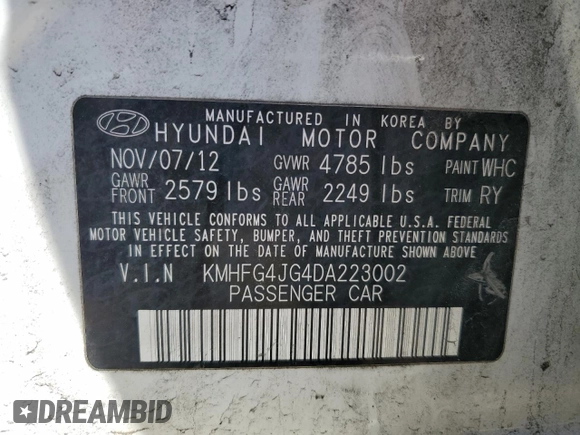 MANUFACTURED IN KOREA BY
HYUNDAI MOTOR COMPANY
NOV/07/12 GVWR 4785 lbs PAINT WHC
GAWR FRONT 2579 lbs GAWR REAR 2249 lbs TRIM RY
THIS VEHICLE CONFORMS TO ALL APPLICABLE U.S.A. FEDERAL
MOTOR VEHICLE SAFETY, BUMPER, AND THEFT PREVENTION STANDARDS
IN EFFECT ON THE DATE OF MANUFACTURE SHOWN ABOVE
V.I.N KMHFG4JG4DA223002
PASSENGER CAR
DREAMBID